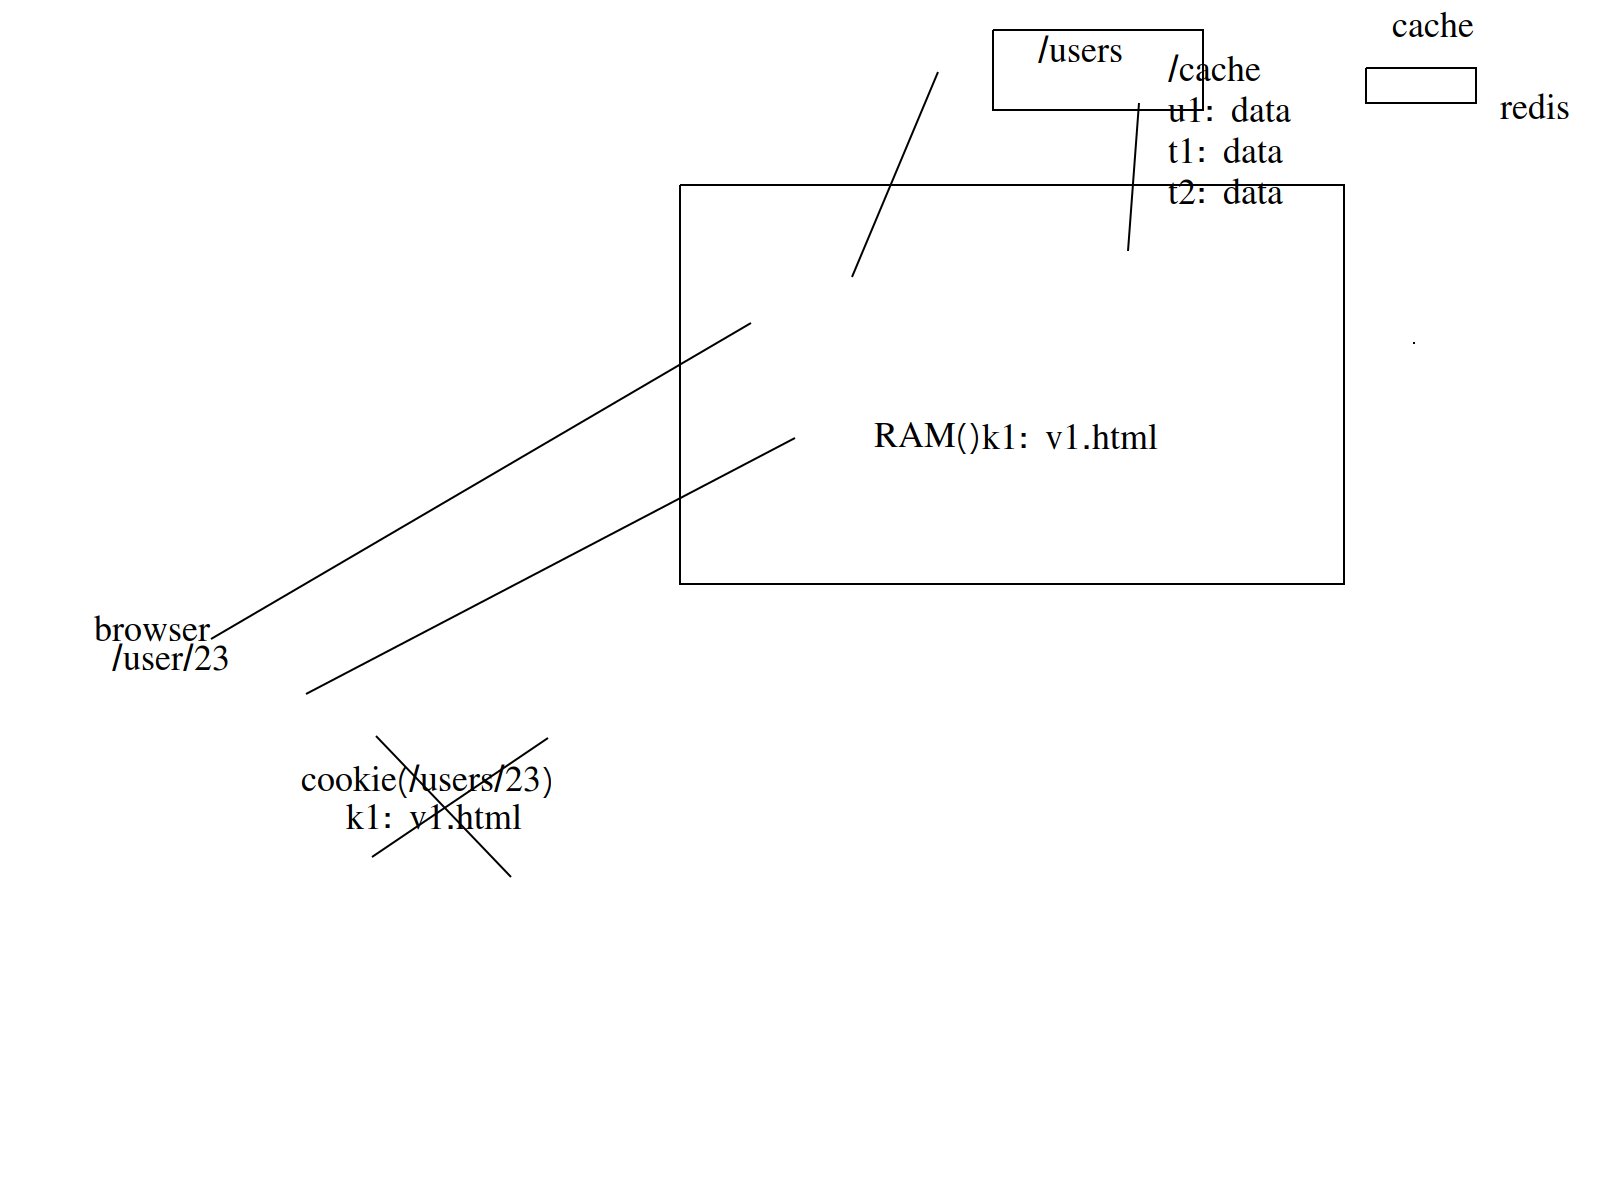 cache
/users
/cache
redis
u1: data
t1: data
t2: data
RAM()k1: v1.html
browser
/user/23
cookie(/users/23)
k1: v1.html